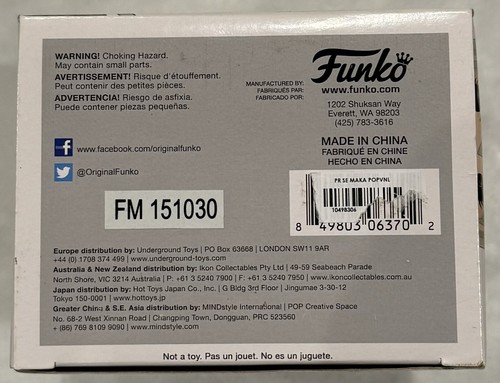 WARNING! Choking Hazard.
May contain small parts.
AVERTISSEMENT! Risque d'étouffement.
Peut contenir des petites pièces.
ADVERTENCIA! Riesgo de asfixia.
Puede contener piezas pequeñas.
MANUFACTURED BY:
FABRIQUÉS PAR:
FABRICADO POR:
Funko
www.funko.com
1202 Shuksan Way
Everett, WA 98203
(425) 783-3616
MADE IN CHINA
FABRIQUÉ EN CHINE
HECHO EN CHINA
f www.facebook.com/originalfunko
@OriginalFunko
FM 151030
PR SE MAKA POPVNL
10498306
8 49803 06370 2
Europe distribution by: Underground Toys | PO Box 63668 | LONDON SW11 9AR
+44 (0) 1708 374 499 | www.underground-toys.com
Australia & New Zealand distribution by: Ikon Collectables Pty Ltd | 49-59 Seabeach Parade
North Shore, VIC 3214 Australia | P: +61 3 5240 7900 | F: +61 3 5240 7950 | www.ikoncollectables.com.au
Japan distribution by: Hot Toys Japan Co., Inc. | G Bldg 3rd Floor | Jingumae 3-30-12
Tokyo 150-0001 | www.hottoys.jp
Greater China & S.E. Asia distribution by: MINDstyle International | POP Creative Space
No. 68-2 West Xinnan Road | Changping Town, Dongguan, PRC 523560
+ (86) 769 8109 9090 | www.mindstyle.com
Not a toy. Pas un jouet. No es un juguete.